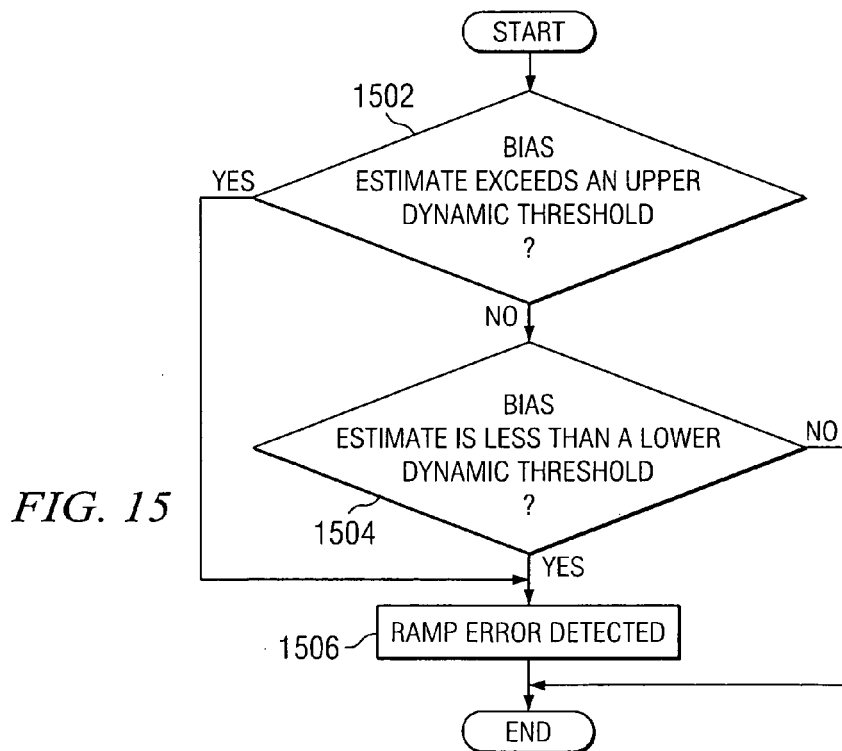 START
1502
BIAS
ESTIMATE EXCEEDS AN UPPER
DYNAMIC THRESHOLD
?
YES
NO
BIAS
ESTIMATE IS LESS THAN A LOWER
DYNAMIC THRESHOLD
?
NO
FIG. 15
1504
YES
RAMP ERROR DETECTED
1506
END